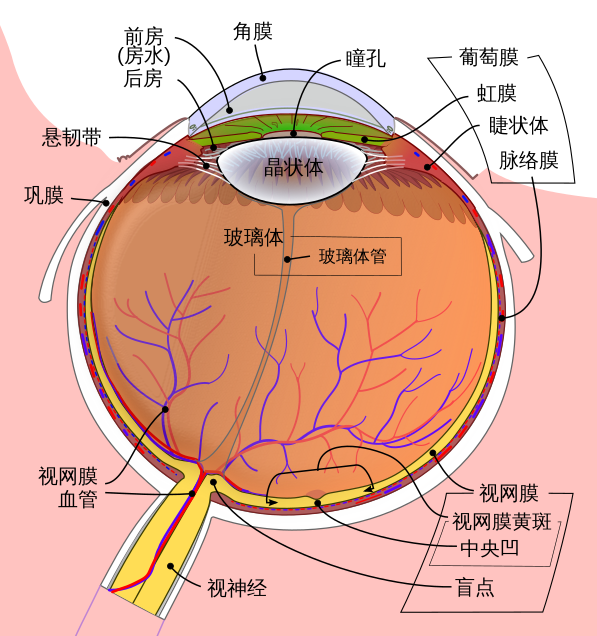 角膜
前房
(房水)
后房
瞳孔
葡萄膜
虹膜
睫状体
脉络膜
悬韧带
晶状体
巩膜
玻璃体
玻璃体管
视网膜
血管
视网膜
视网膜黄斑
中央凹
视神经
盲点